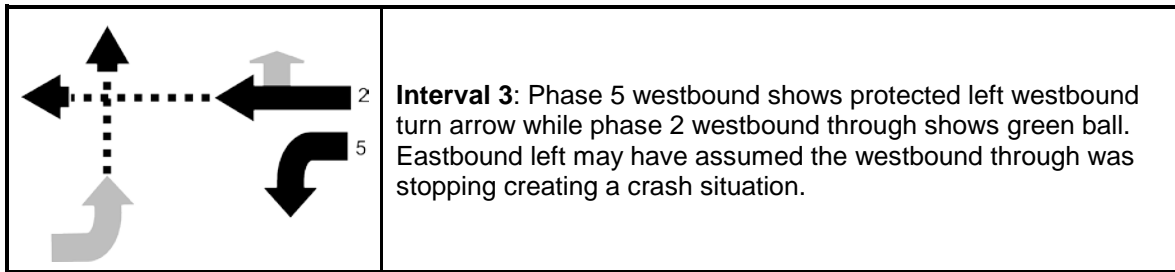 2
5
Interval 3: Phase 5 westbound shows protected left westbound
turn arrow while phase 2 westbound through shows green ball.
Eastbound left may have assumed the westbound through was
stopping creating a crash situation.